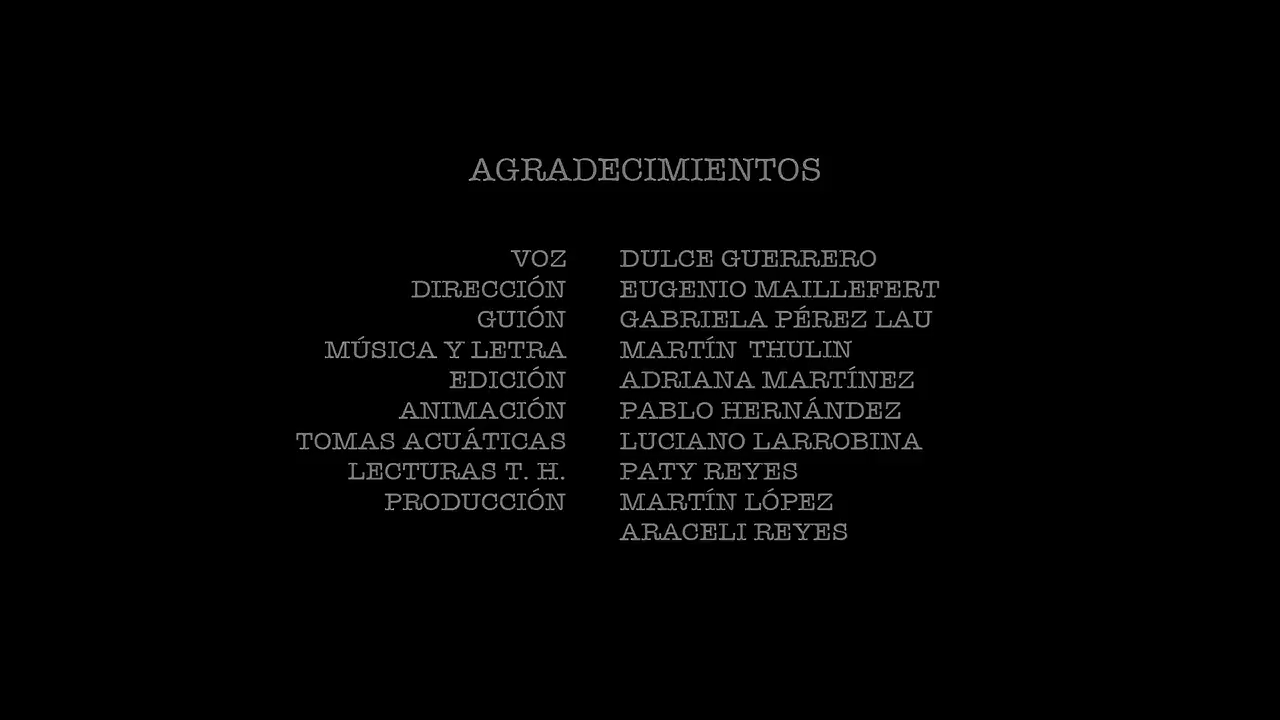 AGRADECIMIENTOS
VOZ DULCE GUERRERO
DIRECCIÓN EUGENIO MAILLEFERT
GUIÓN GABRIELA PÉREZ LAU
MÚSICA Y LETRA MARTÍN THULIN
EDICIÓN ADRIANA MARTÍNEZ
ANIMACIÓN PABLO HERNÁNDEZ
TOMAS ACUÁTICAS LUCIANO LARROBINA
LECTURAS T. H. PATY REYES
PRODUCCIÓN MARTÍN LÓPEZ
ARACELI REYES